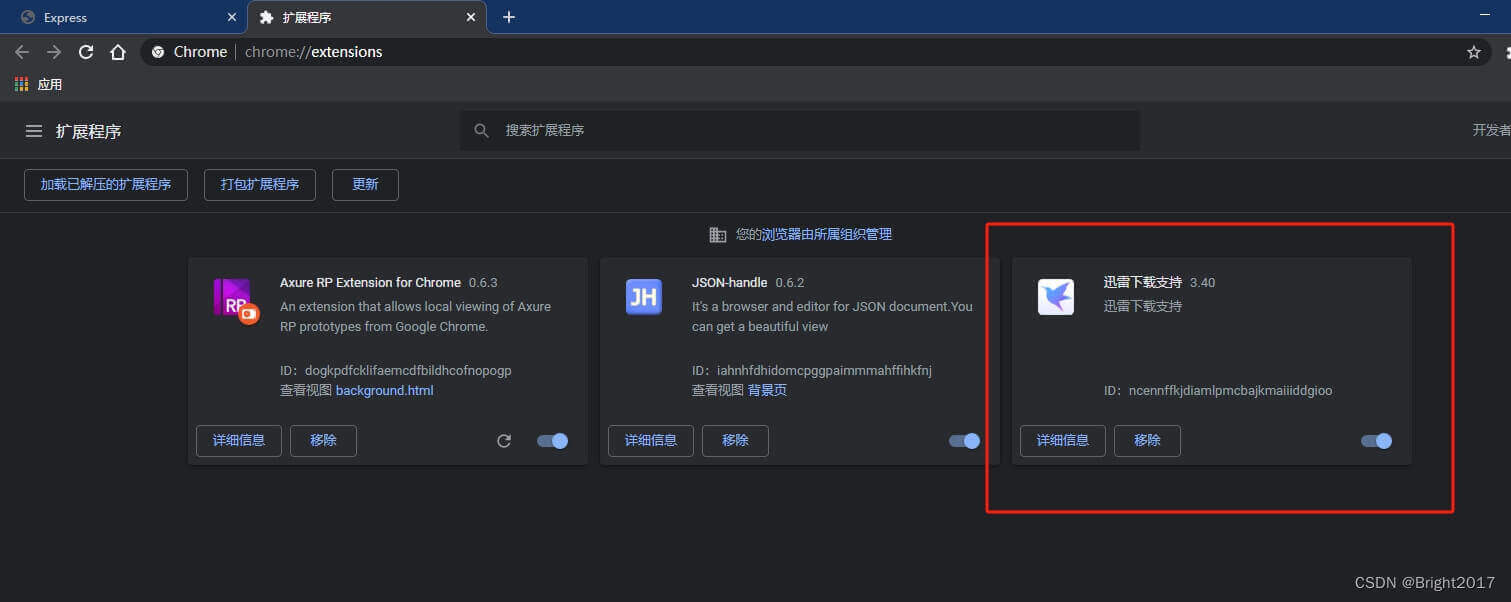 Express
扩展程序
Chrome | chrome://extensions
应用
扩展程序
搜索扩展程序
开发者
加载已解压的扩展程序
打包扩展程序
更新
您的浏览器由所属组织管理
RP
Axure RP Extension for Chrome 0.6.3
An extension that allows local viewing of Axure
RP prototypes from Google Chrome.
ID：dogkpdfcklifaemcdfbildhcofnopogp
查看视图 background.html
详细信息
移除
JH
JSON-handle 0.6.2
It's a browser and editor for JSON document.You
can get a beautiful view
ID：iahnhfdhidomcpggpaimmmahffihkfnj
查看视图 背景页
详细信息
移除
迅雷下载支持 3.40
迅雷下载支持
ID：ncennffkjdiamlpmcbajkmaiiiddgioo
详细信息
移除
CSDN @Bright2017